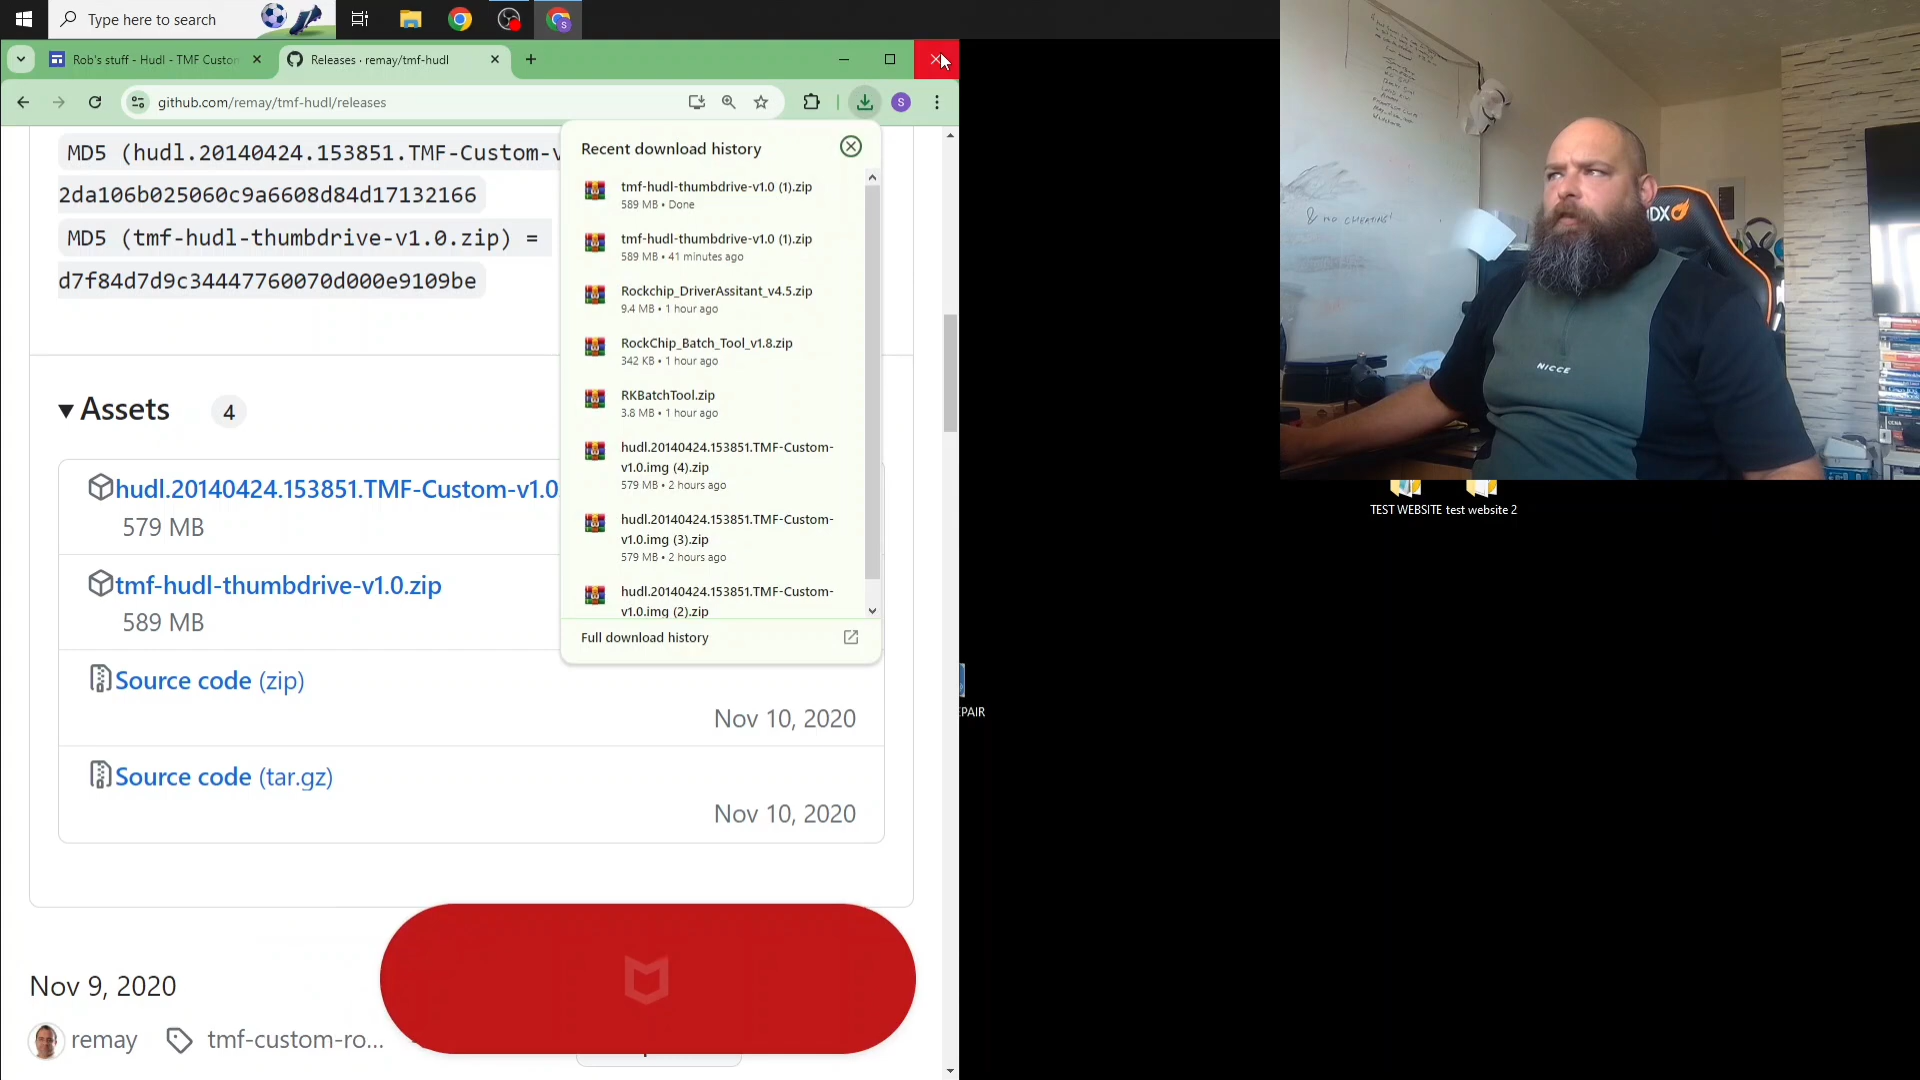 Type here to search
Rob's stuff - Hudl - TMF Custon
Releases · remay/tmf-hudl
github.com/remay/tmf-hudl/releases
S
MD5 (hudl.20140424.153851.TMF-Custom-v
2da106b025060c9a6608d84d17132166
MD5 (tmf-hudl-thumbdrive-v1.0.zip) =
d7f84d7d9c34447760070d000e9109be
Assets 4
hudl.20140424.153851.TMF-Custom-v1.0
579 MB
tmf-hudl-thumbdrive-v1.0.zip
589 MB
Source code (zip)
Nov 10, 2020
Source code (tar.gz)
Nov 10, 2020
Nov 9, 2020
remay
tmf-custom-ro...
Recent download history
tmf-hudl-thumbdrive-v1.0 (1).zip
589 MB • Done
tmf-hudl-thumbdrive-v1.0 (1).zip
589 MB • 41 minutes ago
Rockchip_DriverAssitant_v4.5.zip
9.4 MB • 1 hour ago
RockChip_Batch_Tool_v1.8.zip
342 KB • 1 hour ago
RKBatchTool.zip
3.8 MB • 1 hour ago
hudl.20140424.153851.TMF-Custom-
v1.0.img (4).zip
579 MB • 2 hours ago
hudl.20140424.153851.TMF-Custom-
v1.0.img (3).zip
579 MB • 2 hours ago
hudl.20140424.153851.TMF-Custom-
v1.0.img (2).zip
Full download history
EPAIR
& NO CHEATING!
DX
NICCE
TEST WEBSITE
test website 2